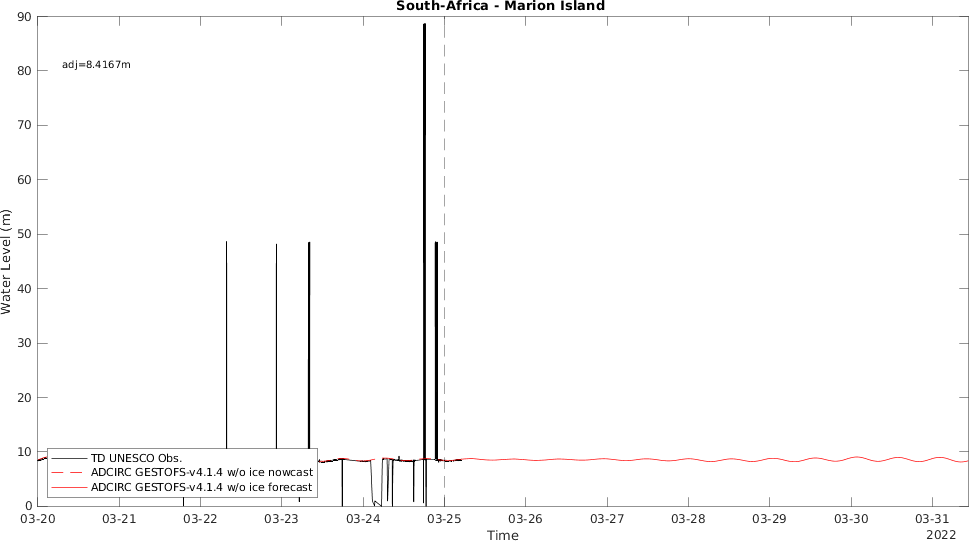 South-Africa - Marion Island
90
80
70
60
50
40
30
20
10
0
adj=8.4167m
Water Level (m)
TD UNESCO Obs.
ADCIRC GESTOFS-v4.1.4 w/o ice nowcast
ADCIRC GESTOFS-v4.1.4 w/o ice forecast
03-20 03-21 03-22 03-23 03-24 03-25 03-26 03-27 03-28 03-29 03-30 03-31
Time
2022